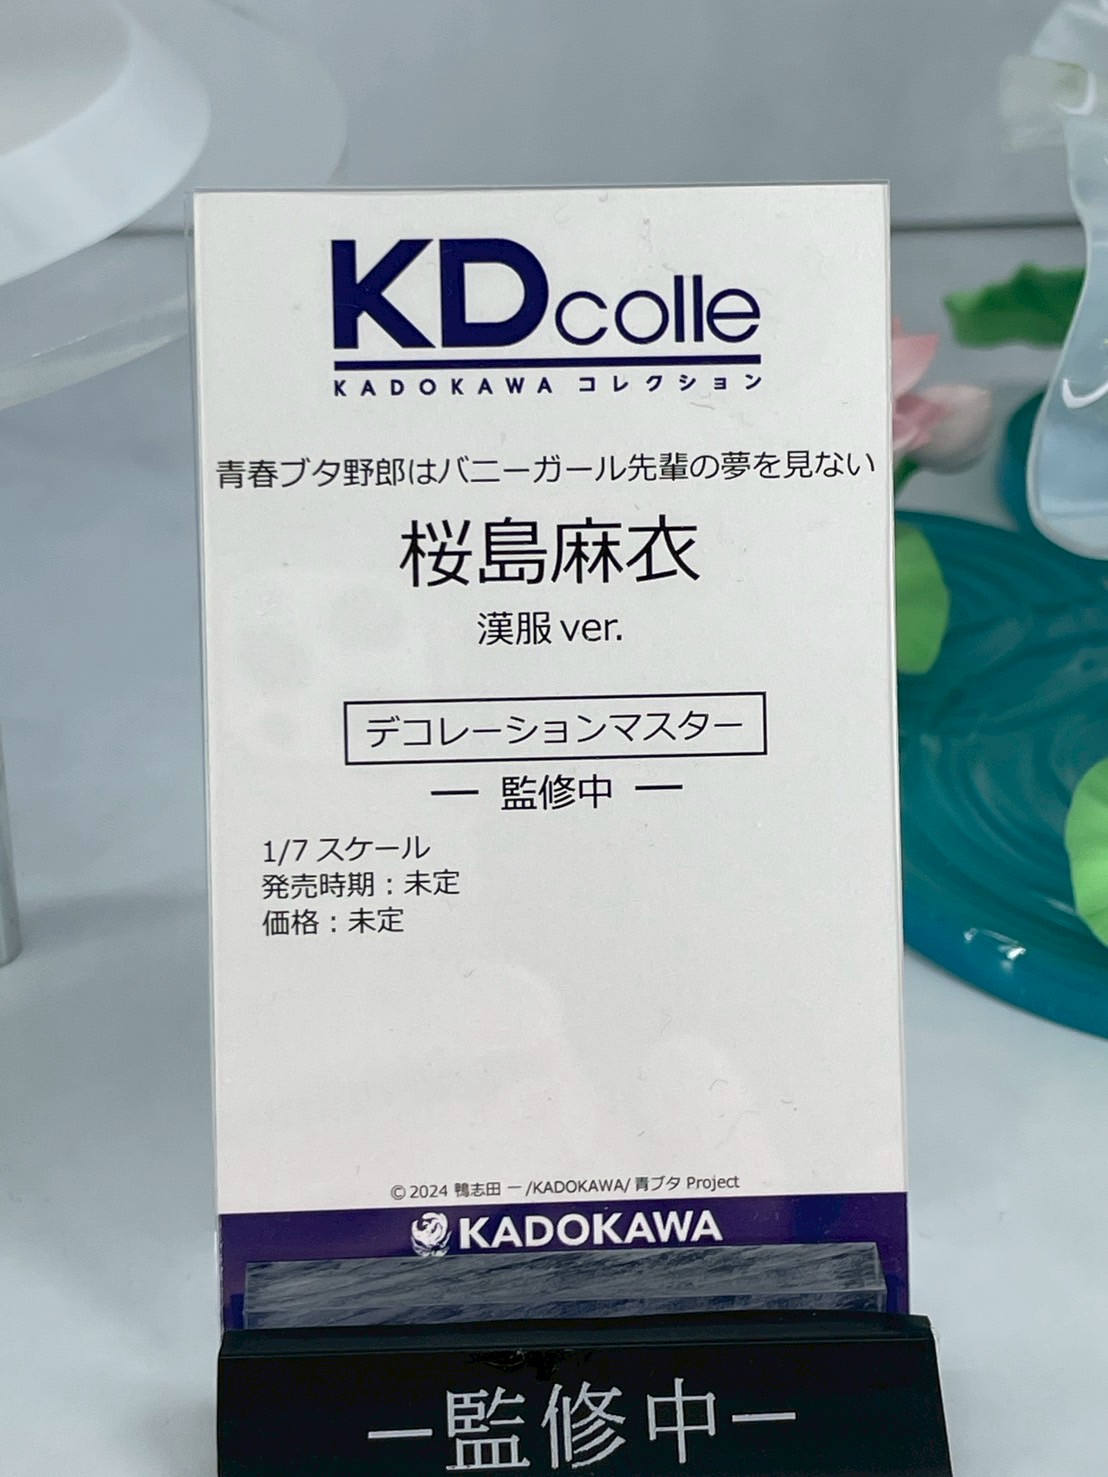 KDcolle
KADOKAWA コレクション
青春ブタ野郎はバニーガール先輩の夢を見ない
桜島麻衣
漢服 ver.
デコレーションマスター
― 監修中 ―
1/7 スケール
発売時期：未定
価格：未定
© 2024 鴨志田 一 /KADOKAWA/ 青ブタ Project
KADOKAWA
―監修中―